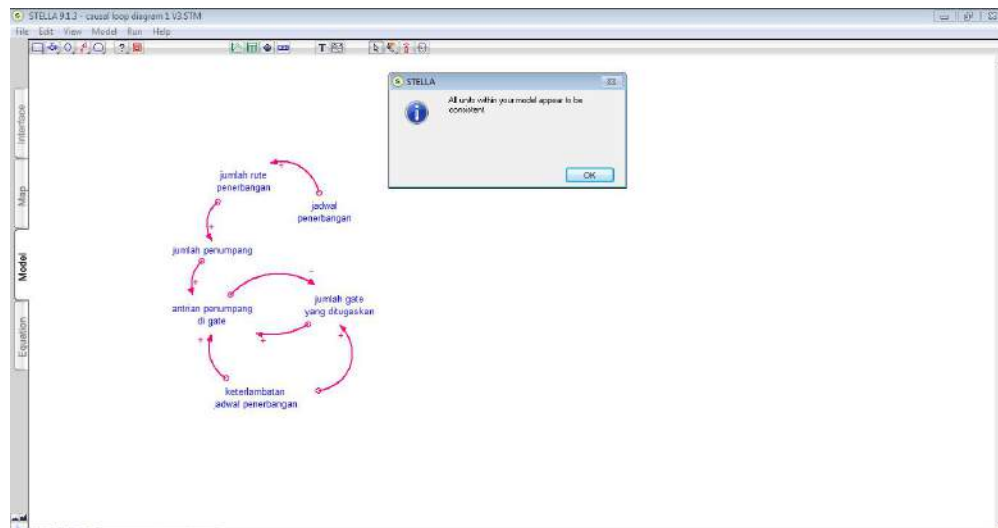 STELLA 9.1.3 - causal loop diagram 1 V3.STM
File Edit View Model Run Help
Interface
Map
Model
Equation
STELLA
All units within your model appear to be
consistent
OK
jumlah rute
penerbangan
jadwal
penerbangan
jumlah penumpang
antrian penumpang
di gate
jumlah gate
yang ditugaskan
keterlambatan
jadwal penerbangan